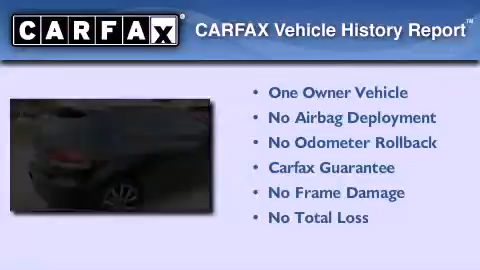 CARFAX® CARFAX Vehicle History Report™
One Owner Vehicle
No Airbag Deployment
No Odometer Rollback
Carfax Guarantee
No Frame Damage
No Total Loss